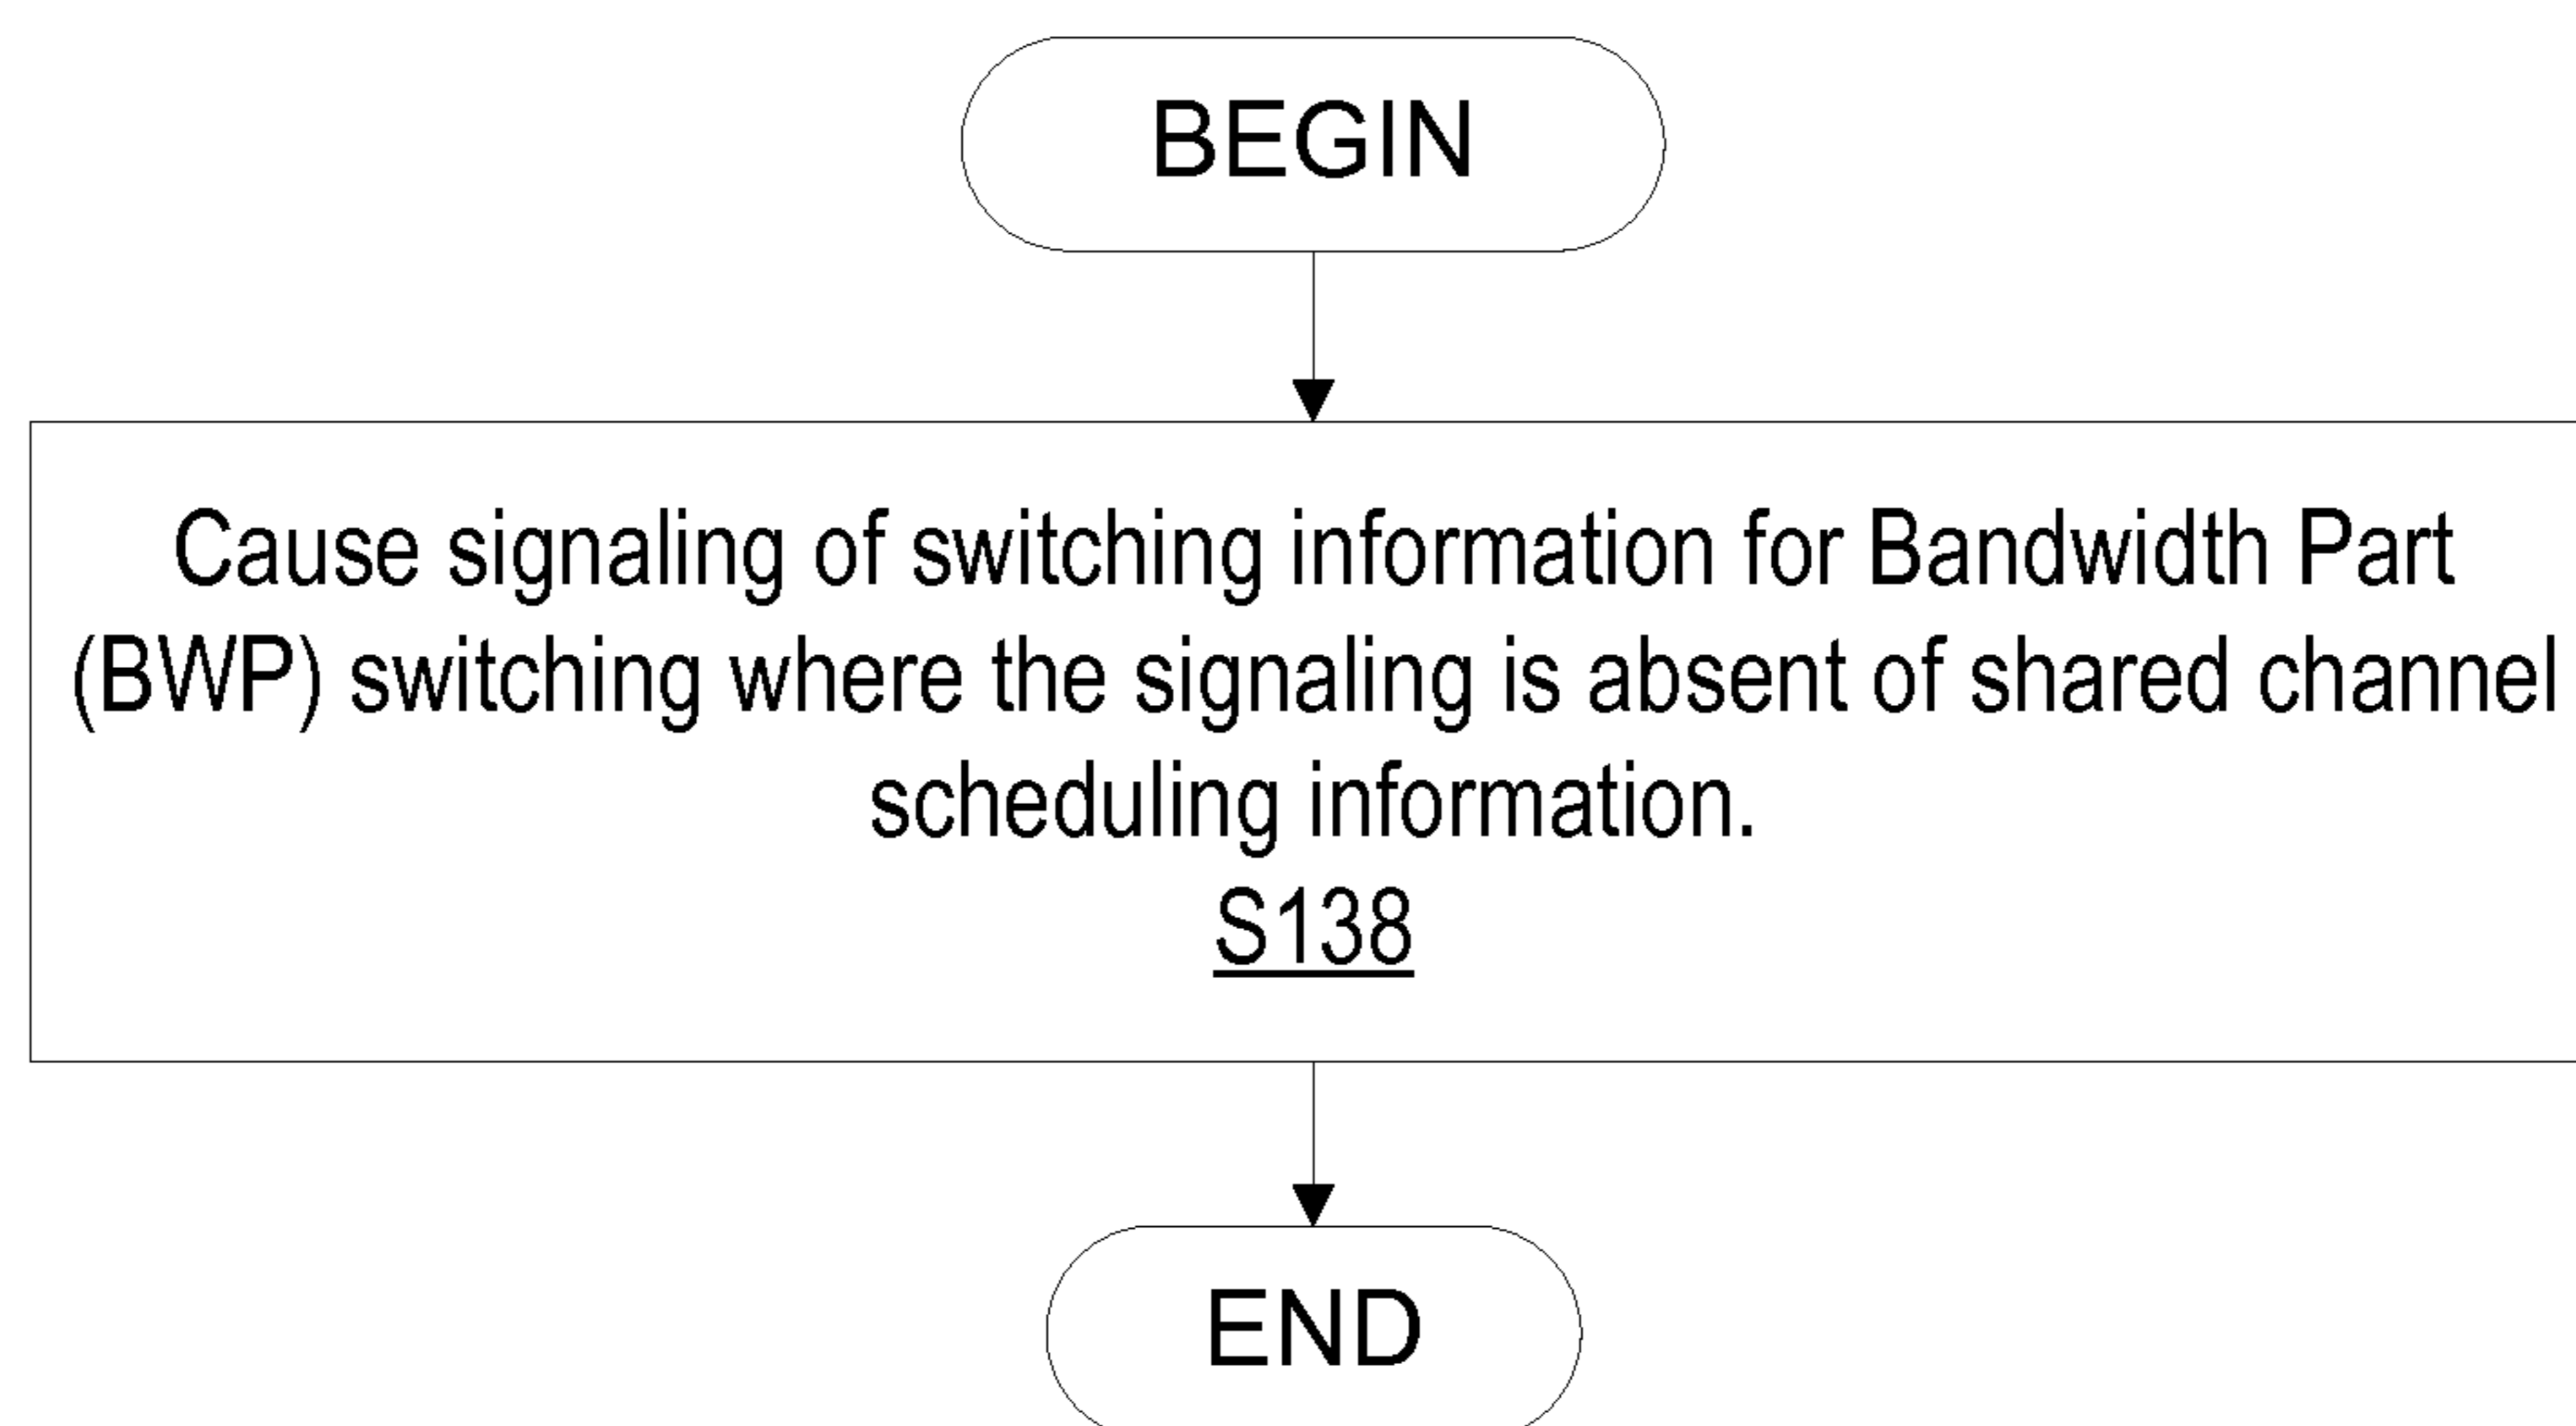 BEGIN
Cause signaling of switching information for Bandwidth Part
(BWP) switching where the signaling is absent of shared channel
scheduling information.
S138
END